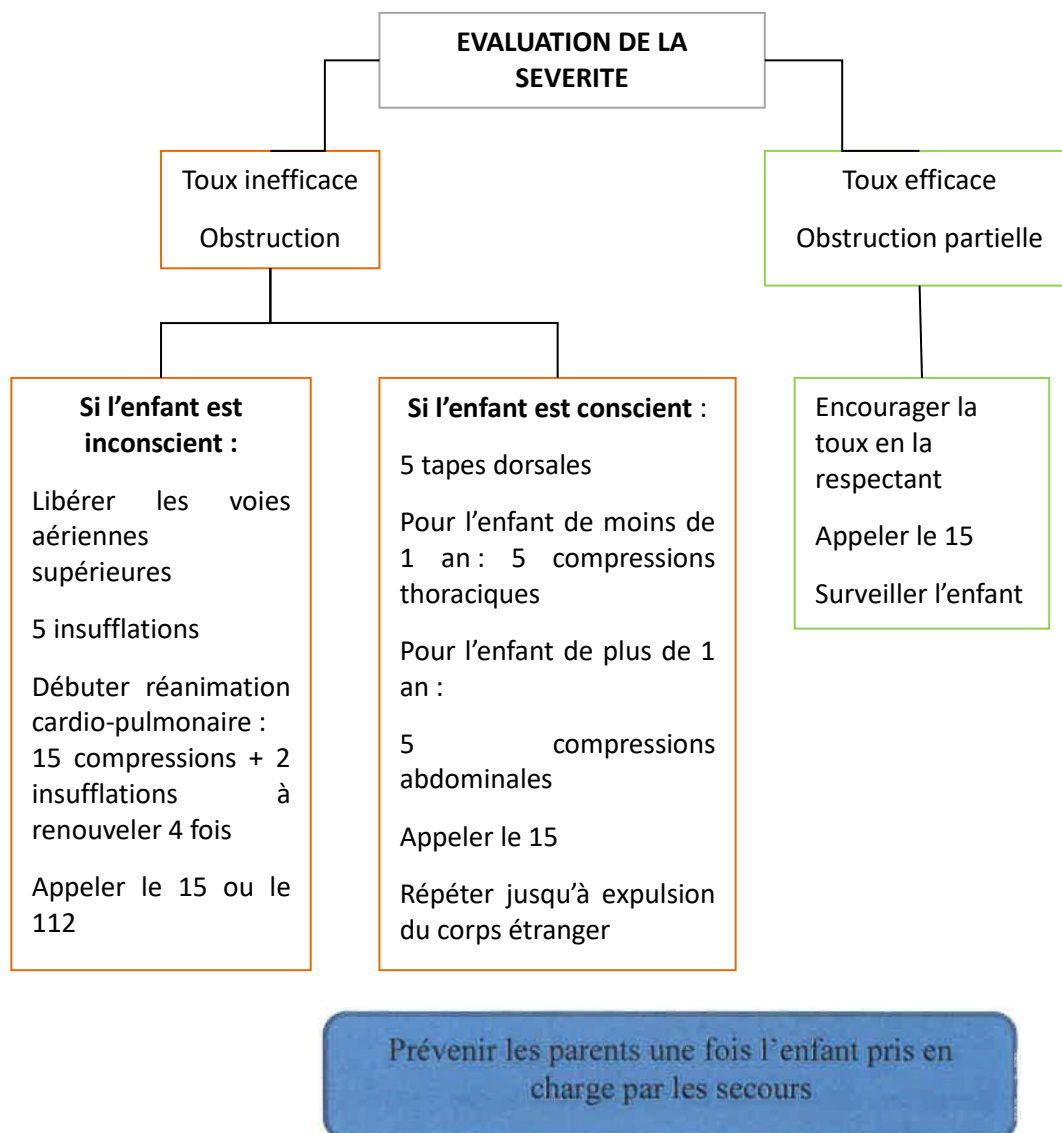 EVALUATION DE LA
SEVERITE
Toux inefficace
Obstruction
Toux efficace
Obstruction partielle
Si l’enfant est
inconscient :
Libérer les voies
aériennes
supérieures
5 insufflations
Débuter réanimation
cardio-pulmonaire :
15 compressions + 2
insufflations à
renouveler 4 fois
Appeler le 15 ou le
112
Si l’enfant est conscient :
5 tapes dorsales
Pour l’enfant de moins de
1 an : 5 compressions
thoraciques
Pour l’enfant de plus de 1
an :
5 compressions
abdominales
Appeler le 15
Répéter jusqu’à expulsion
du corps étranger
Encourager la
toux en la
respectant
Appeler le 15
Surveiller l’enfant
Prévenir les parents une fois l’enfant pris en
charge par les secours